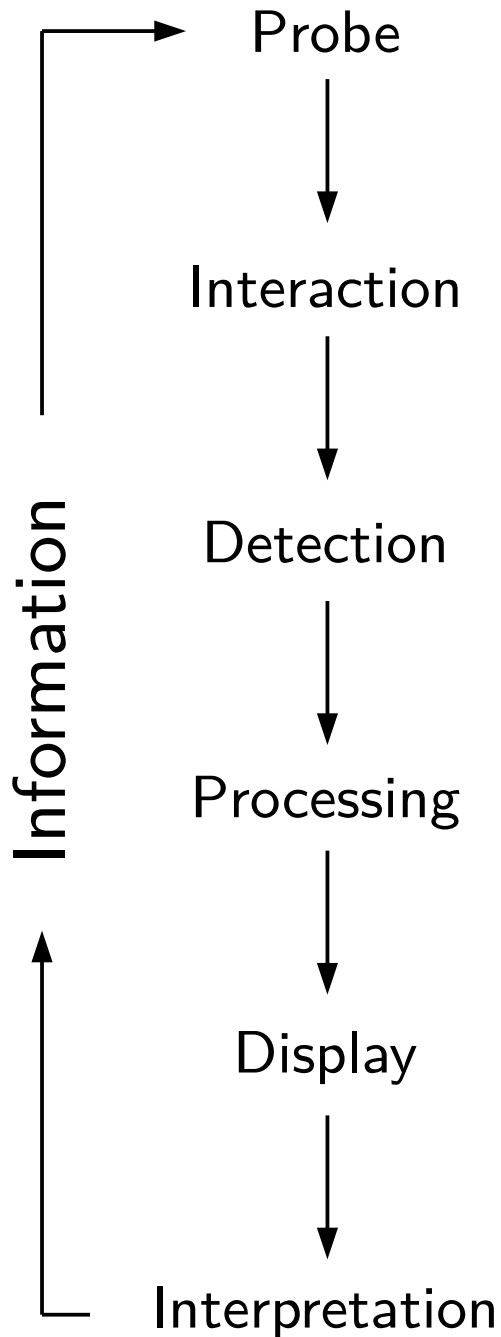 Probe
Interaction
Detection
Processing
Display
Interpretation
Information